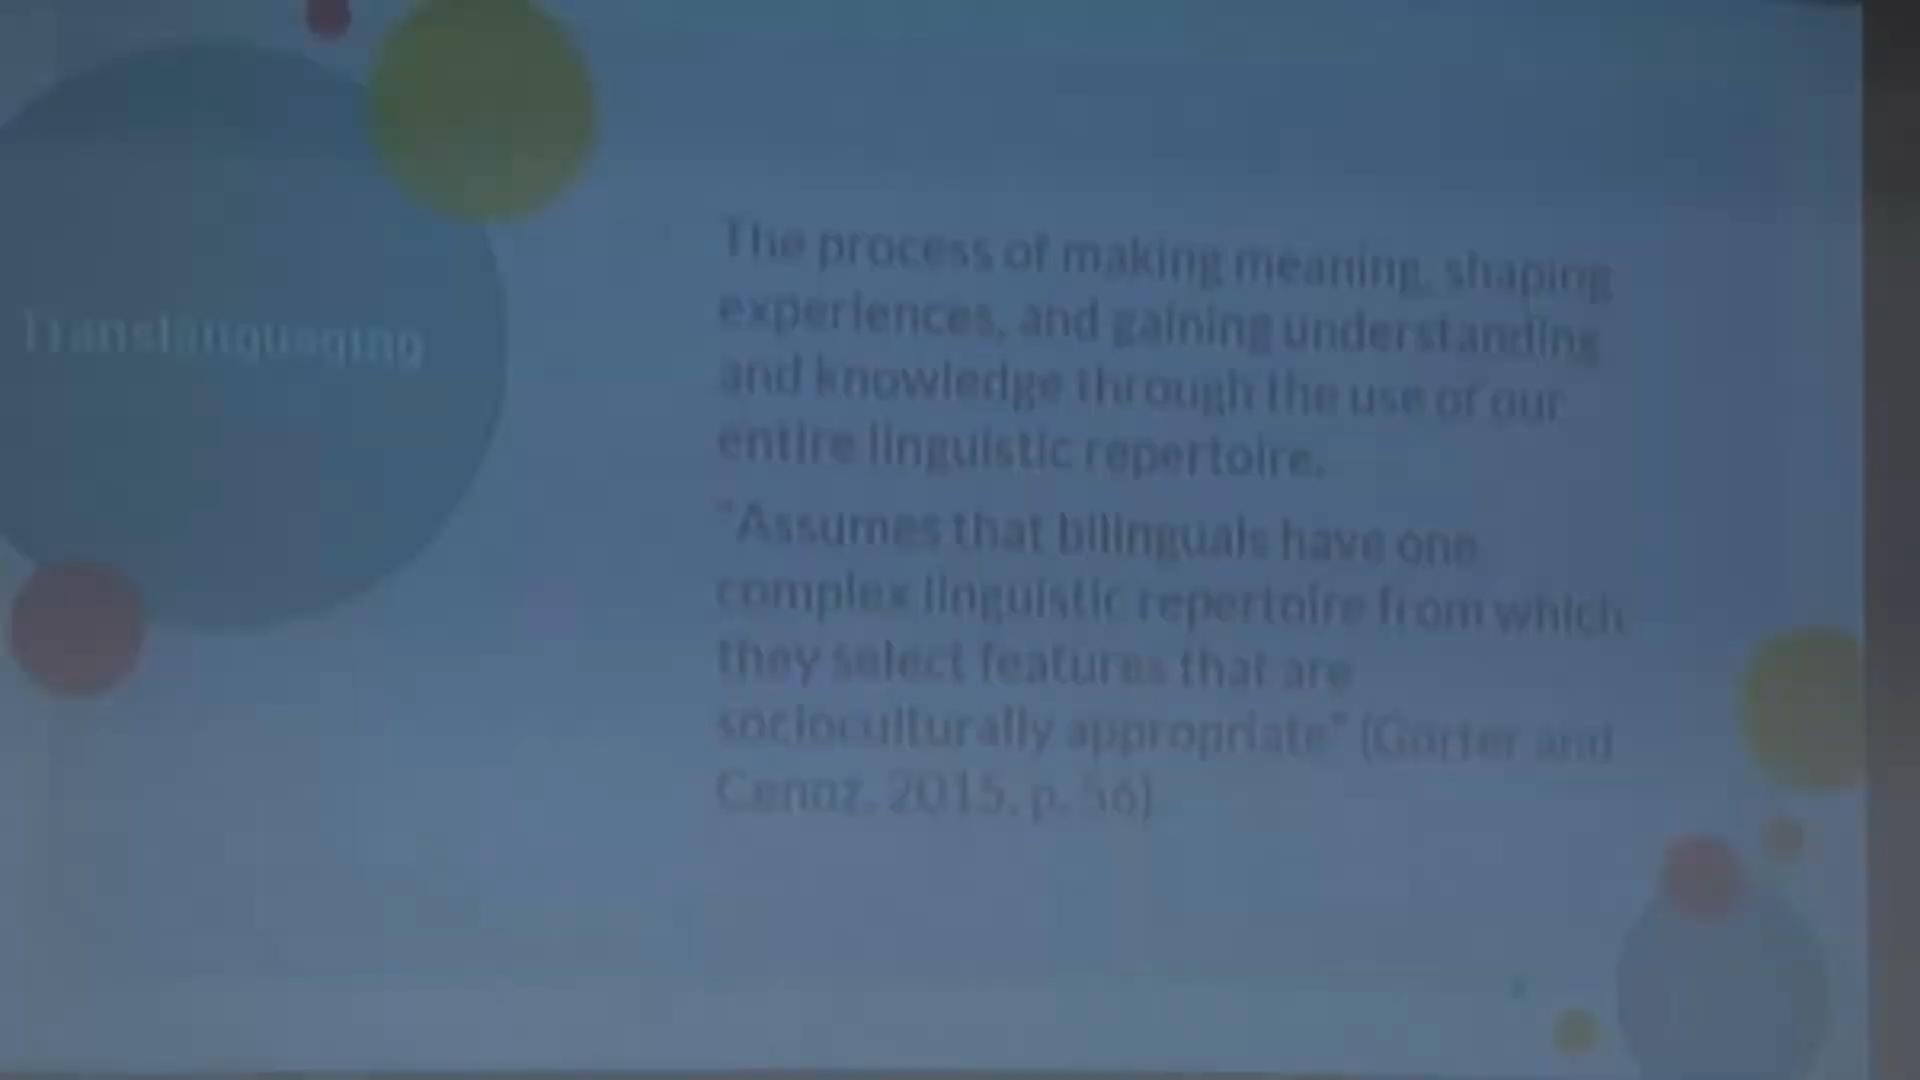 Translanguaging
The process of making meaning, shaping
experiences, and gaining understanding
and knowledge through the use of our
entire linguistic repertoire.
"Assumes that bilinguals have one
complex linguistic repertoire from which
they select features that are
socioculturally appropriate" (Gorter and
Cenoz, 2015, p. 56)